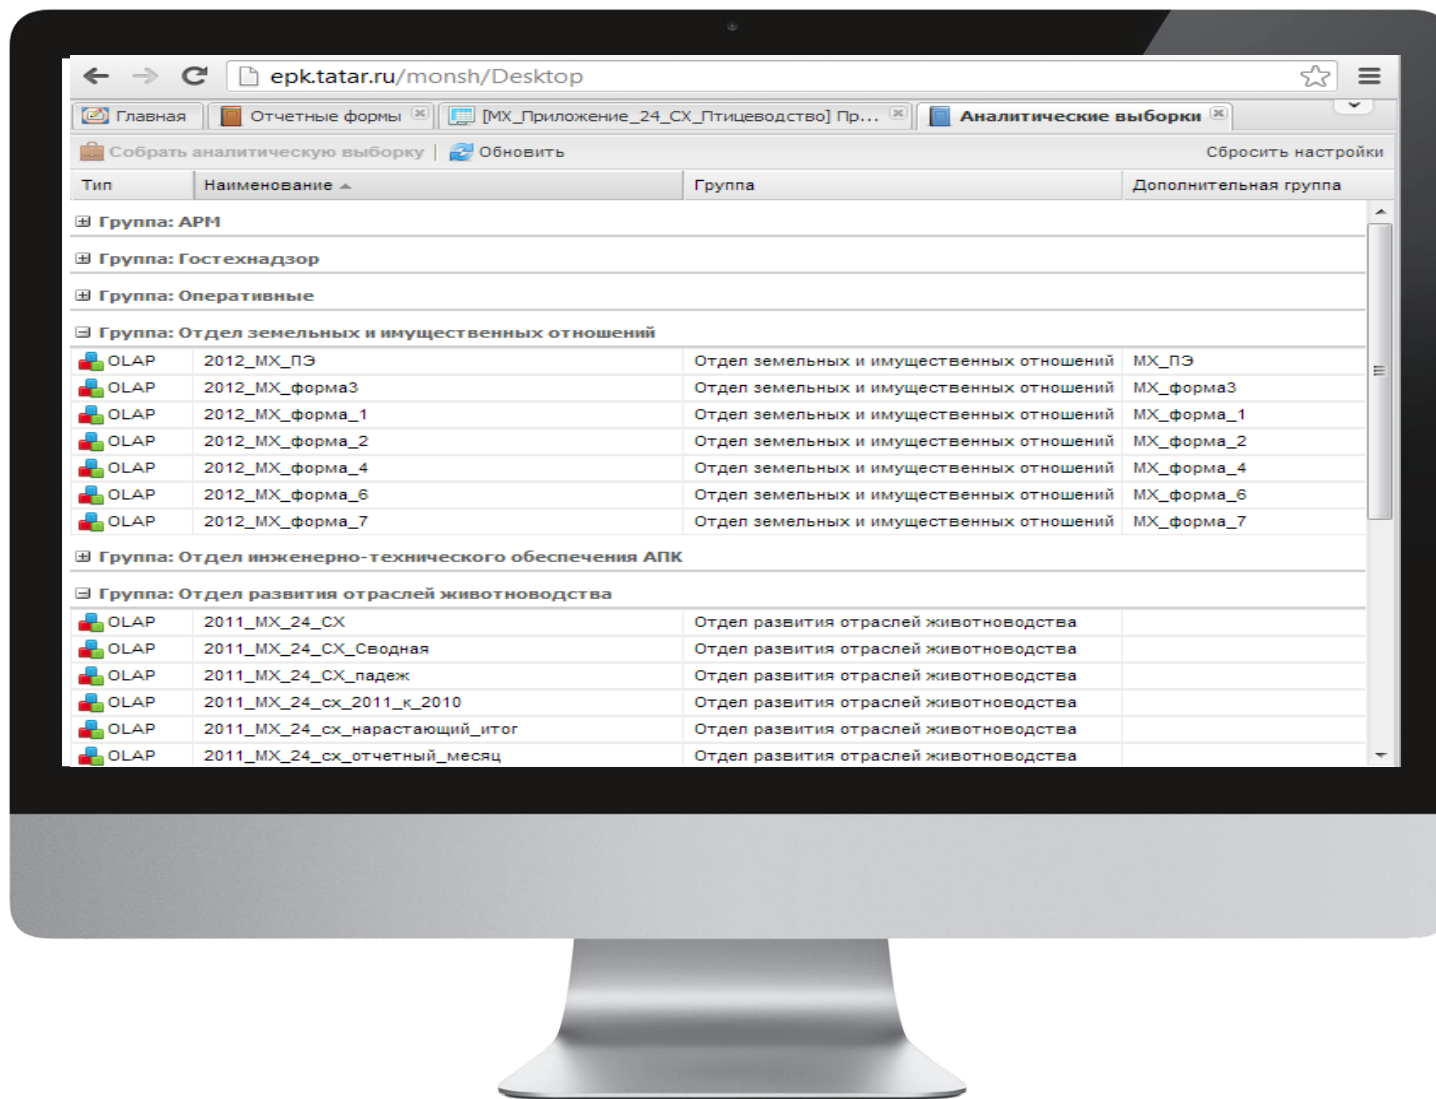 epk.tatar.ru/monsh/Desktop
Главная Отчетные формы [МХ_Приложение_24_СХ_Птицеводство] Пр... Аналитические выборки
Собрать аналитическую выборку | Обновить Сбросить настройки
Тип Наименование Группа Дополнительная группа
Группа: АРМ
Группа: Гостехнадзор
Группа: Оперативные
Группа: Отдел земельных и имущественных отношений
OLAP 2012_МХ_ПЭ Отдел земельных и имущественных отношений МХ_ПЭ
OLAP 2012_МХ_форма3 Отдел земельных и имущественных отношений МХ_форма3
OLAP 2012_МХ_форма_1 Отдел земельных и имущественных отношений МХ_форма_1
OLAP 2012_МХ_форма_2 Отдел земельных и имущественных отношений МХ_форма_2
OLAP 2012_МХ_форма_4 Отдел земельных и имущественных отношений МХ_форма_4
OLAP 2012_МХ_форма_6 Отдел земельных и имущественных отношений МХ_форма_6
OLAP 2012_МХ_форма_7 Отдел земельных и имущественных отношений МХ_форма_7
Группа: Отдел инженерно-технического обеспечения АПК
Группа: Отдел развития отраслей животноводства
OLAP 2011_МХ_24_СХ Отдел развития отраслей животноводства
OLAP 2011_МХ_24_СХ_Сводная Отдел развития отраслей животноводства
OLAP 2011_МХ_24_СХ_падеж Отдел развития отраслей животноводства
OLAP 2011_МХ_24_сх_2011_к_2010 Отдел развития отраслей животноводства
OLAP 2011_МХ_24_сх_нарастающий_итог Отдел развития отраслей животноводства
OLAP 2011_МХ_24_сх_отчетный_месяц Отдел развития отраслей животноводства